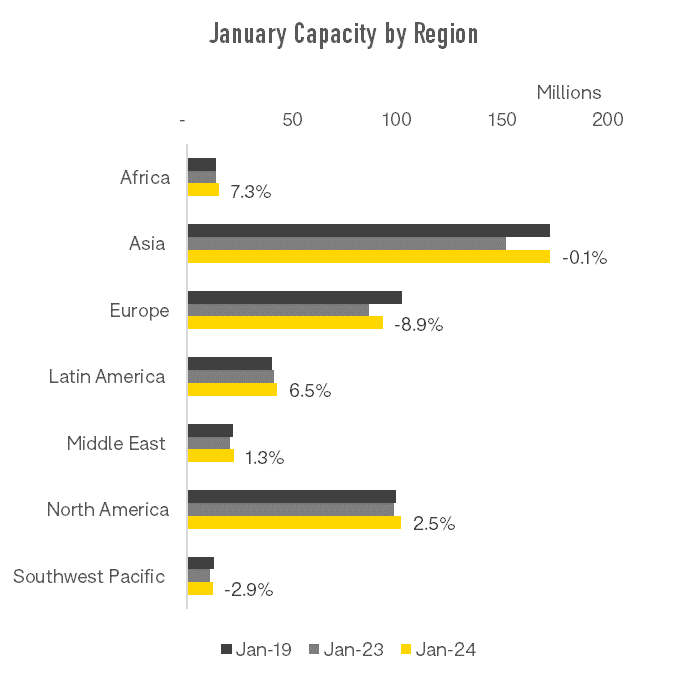 January Capacity by Region
Millions
- 50 100 150 200
Africa 7.3%
Asia -0.1%
Europe -8.9%
Latin America 6.5%
Middle East 1.3%
North America 2.5%
Southwest Pacific -2.9%
Jan-19 Jan-23 Jan-24